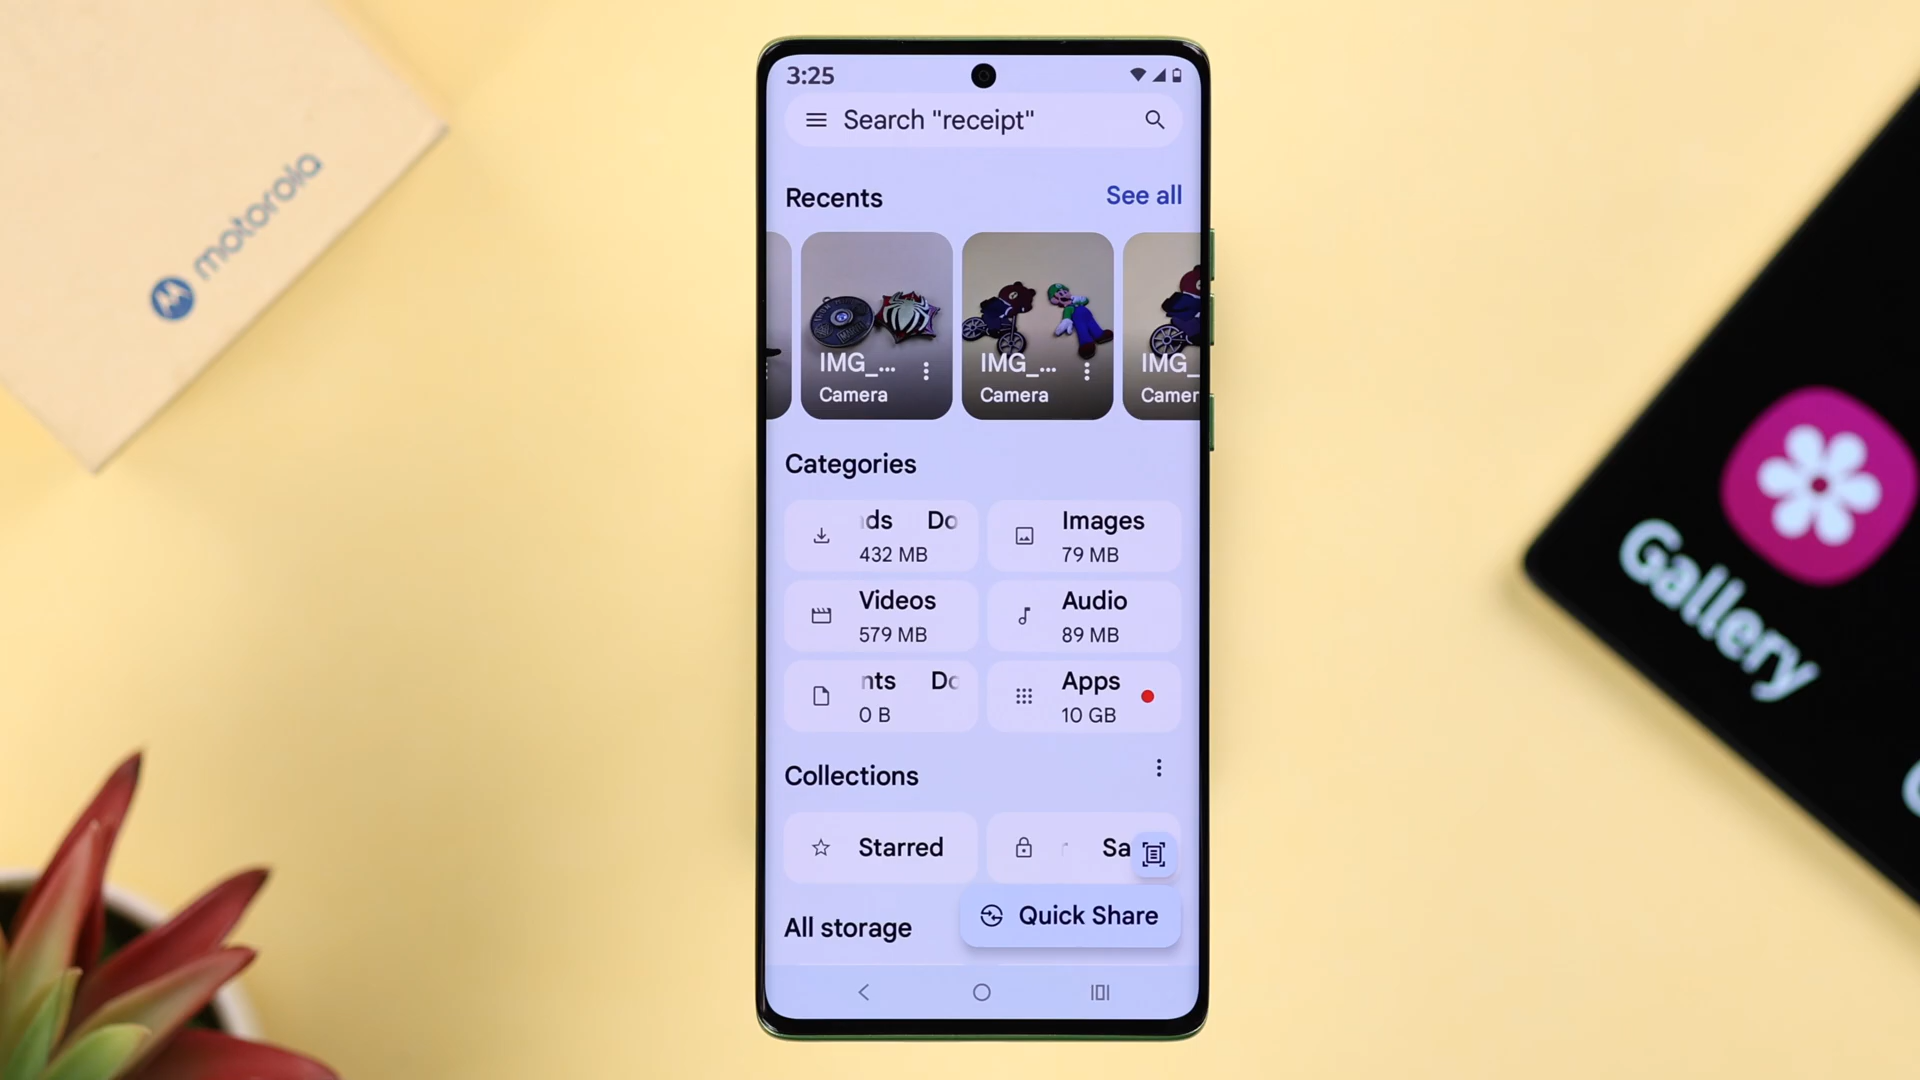 motorola
3:25
Search "receipt"
Recents
See all
IMG_...
Camera
IMG_...
Camera
IMG_
Camer
Categories
ds Do
432 MB
Images
79 MB
Videos
579 MB
Audio
89 MB
nts Do
0 B
Apps
10 GB
Collections
Starred
Sa
All storage
Quick Share
Gallery